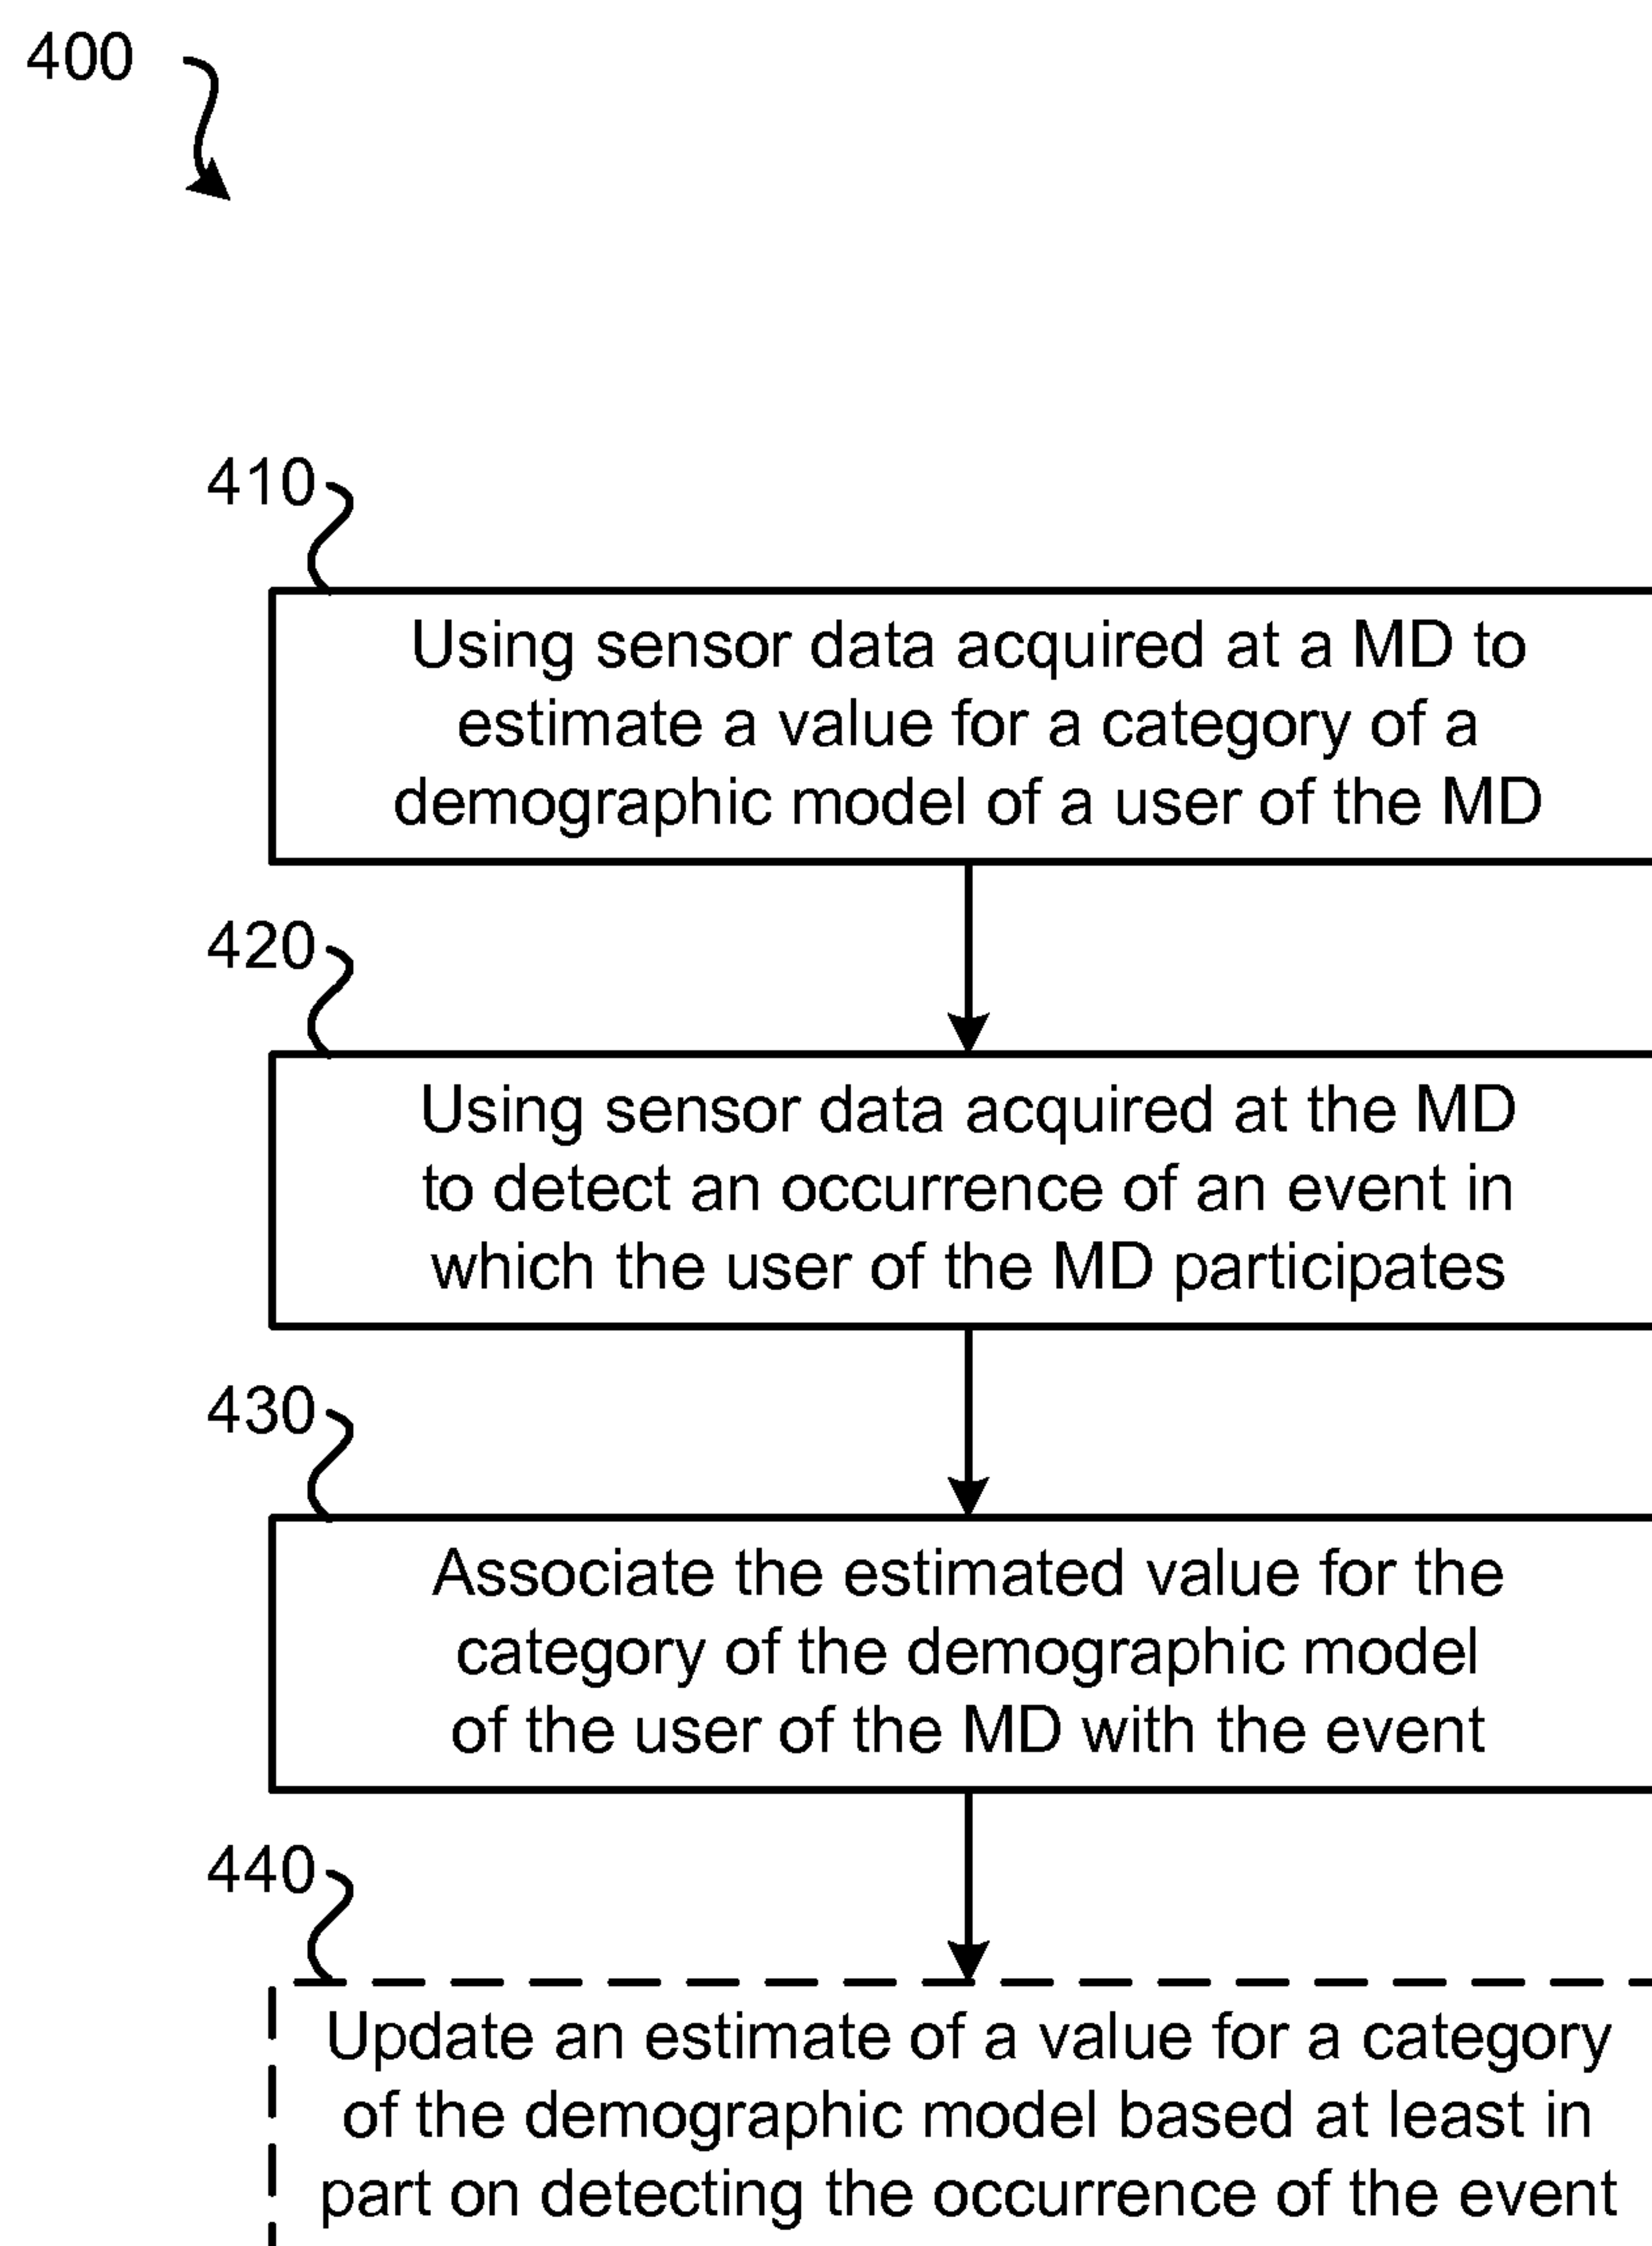 400
410
Using sensor data acquired at a MD to
estimate a value for a category of a
demographic model of a user of the MD
420
Using sensor data acquired at the MD
to detect an occurrence of an event in
which the user of the MD participates
430
Associate the estimated value for the
category of the demographic model
of the user of the MD with the event
440
Update an estimate of a value for a category
of the demographic model based at least in
part on detecting the occurrence of the event